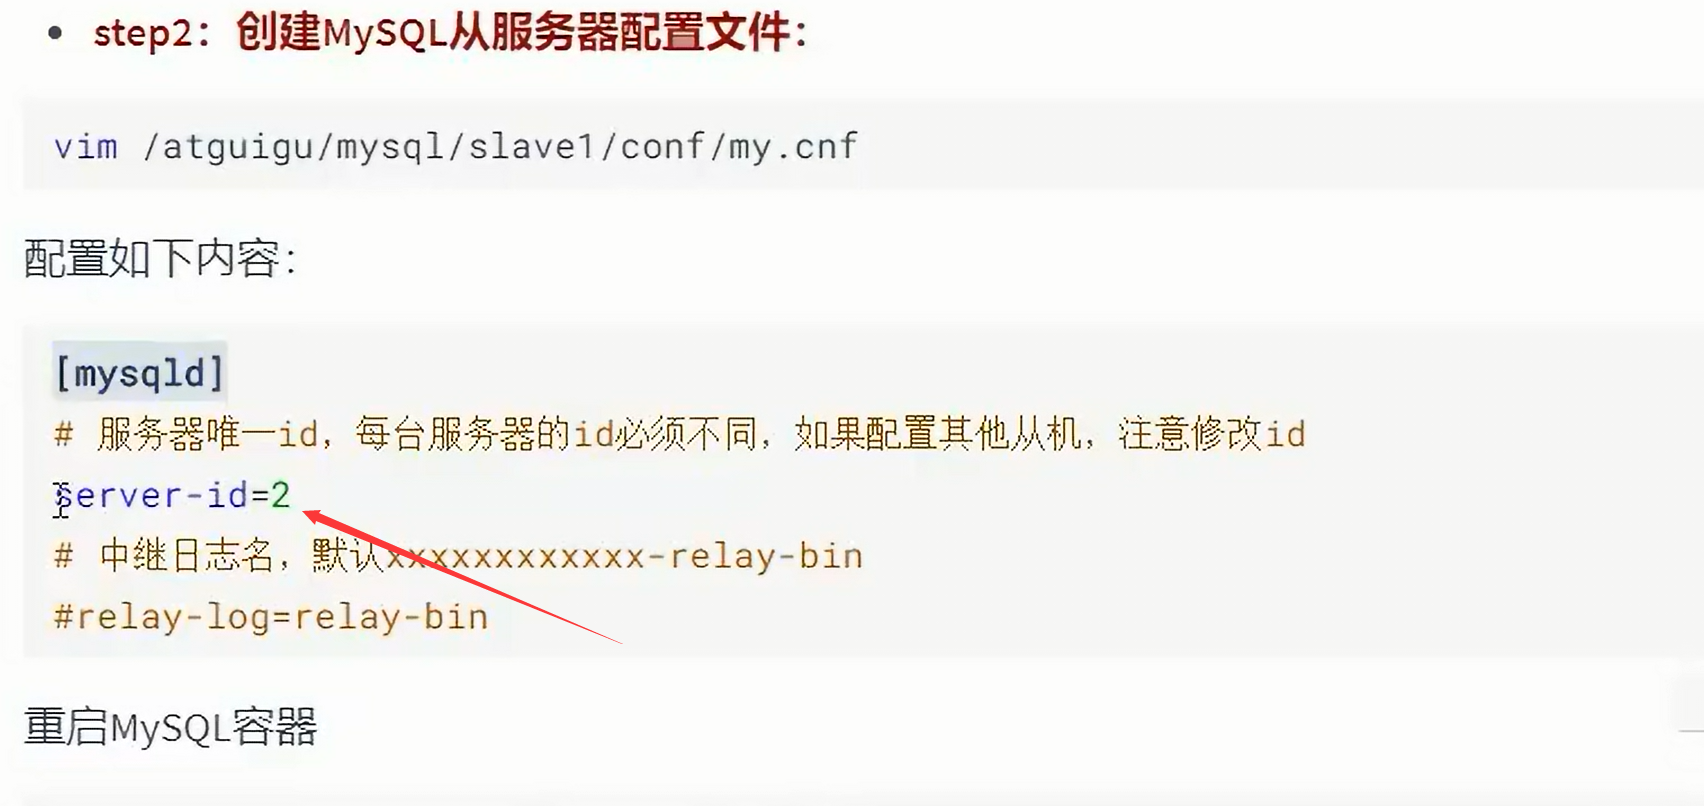 step2：创建MySQL从服务器配置文件：
vim /atguigu/mysql/slave1/conf/my.cnf
配置如下内容：
[mysqld]
# 服务器唯一id，每台服务器的id必须不同，如果配置其他从机，注意修改id
server-id=2
# 中继日志名，默认xxxxxxxxxxxx-relay-bin
#relay-log=relay-bin
重启MySQL容器